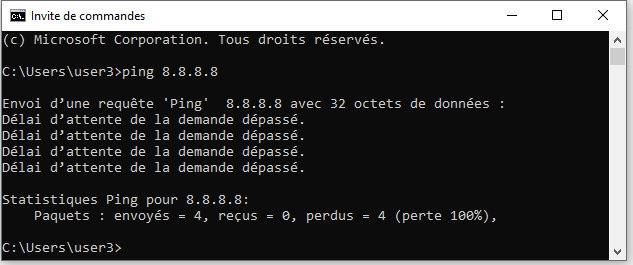 Invite de commandes
(c) Microsoft Corporation. Tous droits réservés.
C:\Users\user3>ping 8.8.8.8
Envoi d’une requête 'Ping'  8.8.8.8 avec 32 octets de données :
Délai d’attente de la demande dépassé.
Délai d’attente de la demande dépassé.
Délai d’attente de la demande dépassé.
Délai d’attente de la demande dépassé.
Statistiques Ping pour 8.8.8.8:
    Paquets : envoyés = 4, reçus = 0, perdus = 4 (perte 100%),
C:\Users\user3>